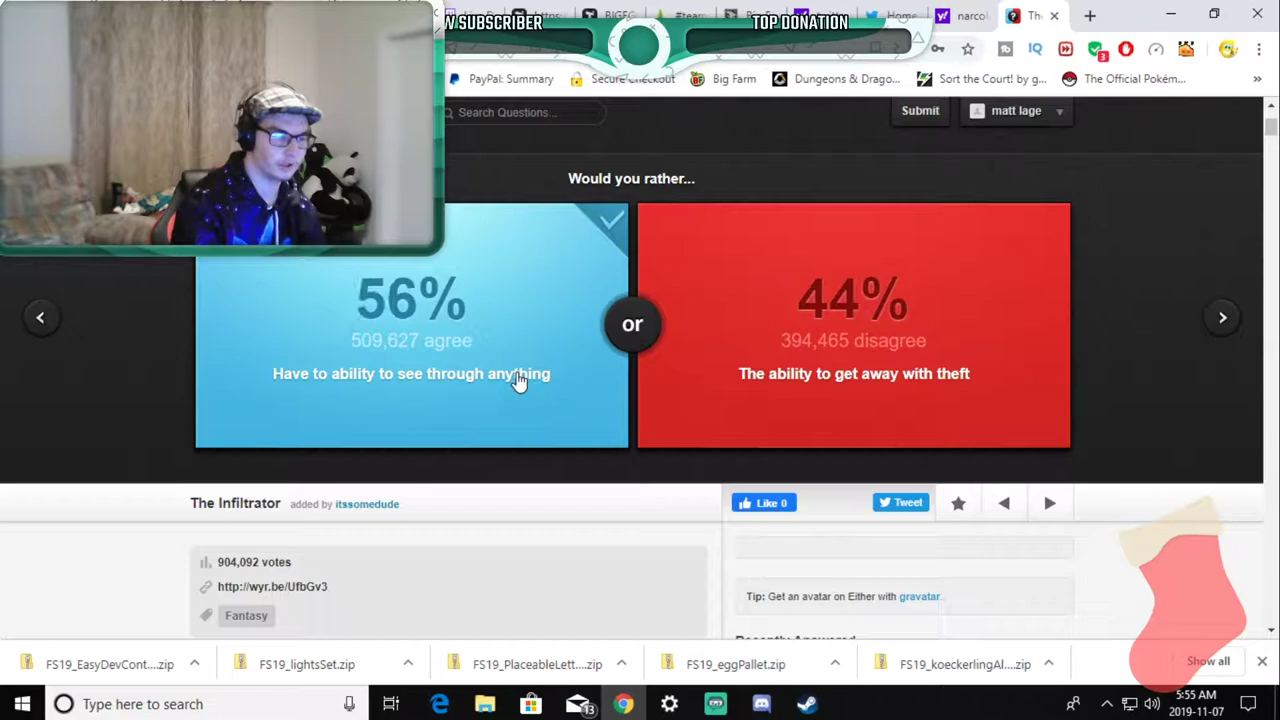 W SUBSCRIBER
TOP DONATION
narcol
Home
PayPal: Summary
Secure Checkout
Big Farm
Dungeons & Drago...
Sort the Court! by g...
The Official Pokém...
Search Questions...
Submit
matt lage
Would you rather...
56%
509,627 agree
Have to ability to see through anything
or
44%
394,465 disagree
The ability to get away with theft
The Infiltrator added by itssomedude
Like 0
Tweet
904,092 votes
http://wyr.be/UfbGv3
Fantasy
Tip: Get an avatar on Either with gravatar.
Recently Answered
FS19_EasyDevCont....zip
FS19_lightsSet.zip
FS19_PlaceableLett....zip
FS19_eggPallet.zip
FS19_koeckerlingAl....zip
Show all
Type here to search
13
5:55 AM
2019-11-07